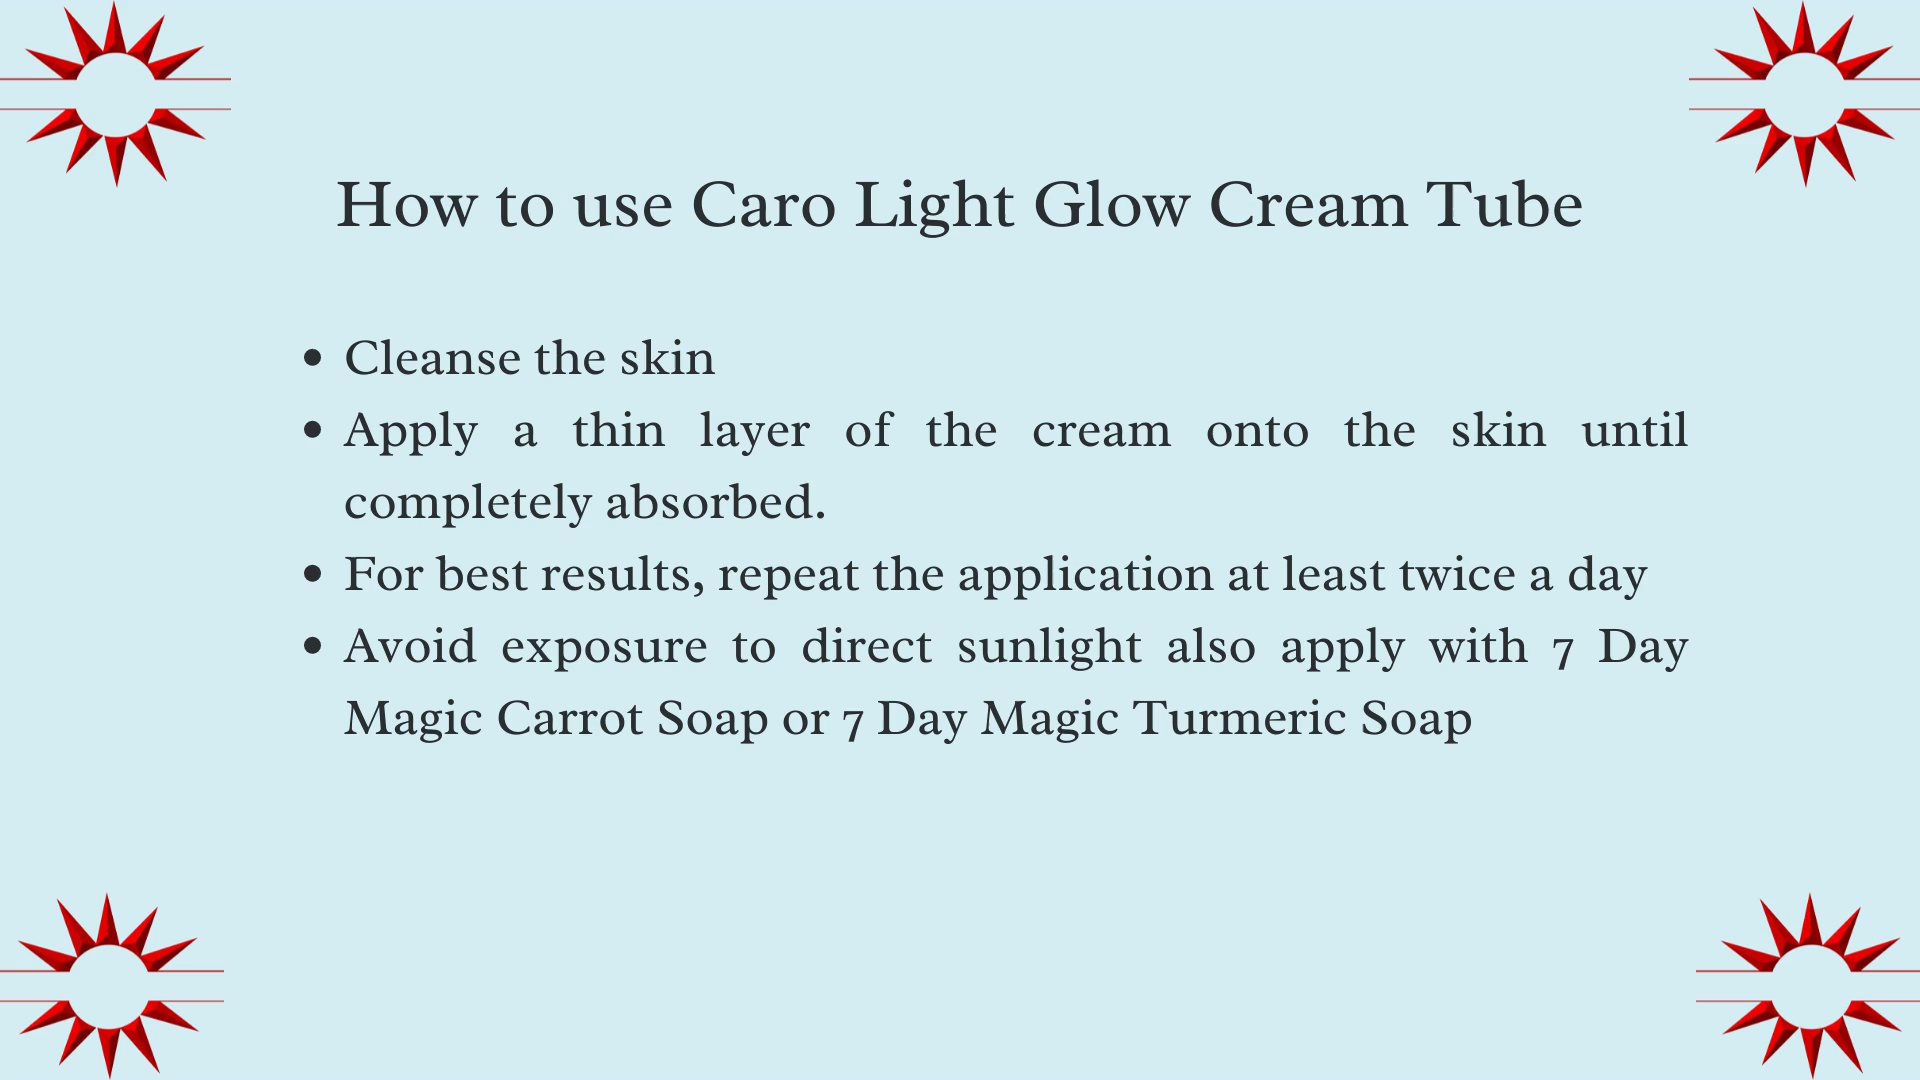 How to use Caro Light Glow Cream Tube
• Cleanse the skin
• Apply a thin layer of the cream onto the skin until
completely absorbed.
• For best results, repeat the application at least twice a day
• Avoid exposure to direct sunlight also apply with 7 Day
Magic Carrot Soap or 7 Day Magic Turmeric Soap